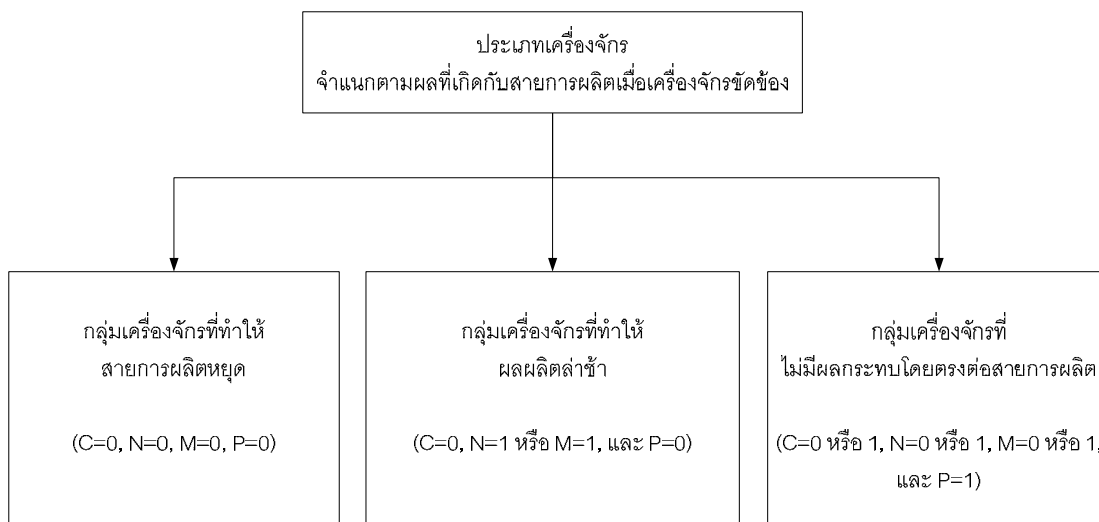 ประเภทเครื่องจักร
จำแนกตามผลที่เกิดกับสายการผลิตเมื่อเครื่องจักรขัดข้อง
กลุ่มเครื่องจักรที่ทำให้
สายการผลิตหยุด
(C=0, N=0, M=0, P=0)
กลุ่มเครื่องจักรที่ทำให้
ผลผลิตล่าช้า
(C=0, N=1 หรือ M=1, และ P=0)
กลุ่มเครื่องจักรที่
ไม่มีผลกระทบโดยตรงต่อสายการผลิต
(C=0 หรือ 1, N=0 หรือ 1, M=0 หรือ 1,
และ P=1)